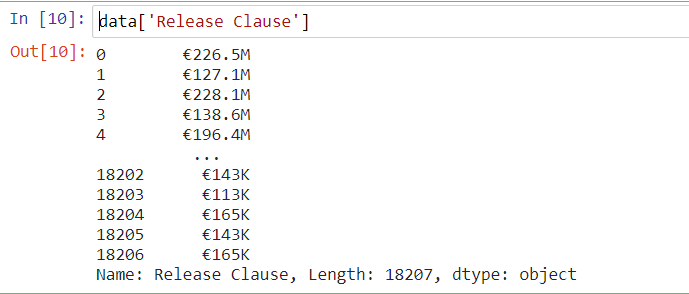 In [10]: data['Release Clause']
Out[10]: 0 €226.5M
1 €127.1M
2 €228.1M
3 €138.6M
4 €196.4M
...
18202 €143K
18203 €113K
18204 €165K
18205 €143K
18206 €165K
Name: Release Clause, Length: 18207, dtype: object